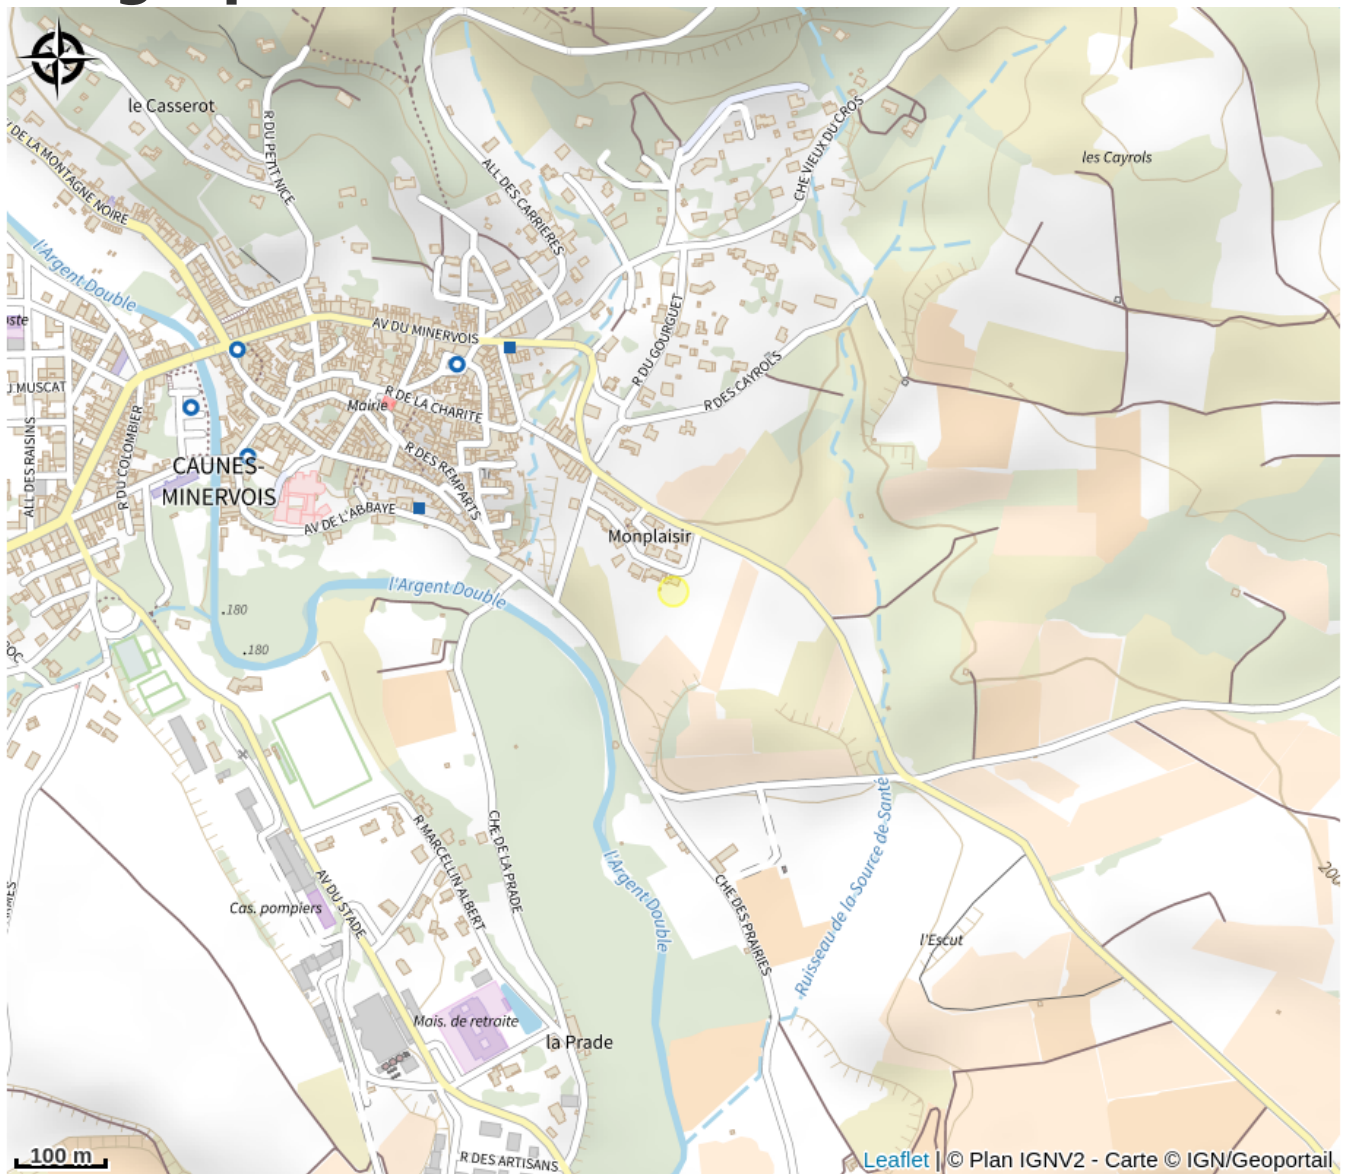 le Casserot
R DU PETIT NICE
DE LA MONTAGNE NOIRE
ALL DES CARRIERES
CHE VIEUX DU CROS
les Cayrols
l'Argent Double
AV DU MINERVOIS
R DU GOURGUET
R DES CAYROLS
MUSCAT
R DE LA CHARITE
Mairie
ALL DES RAISINS
R DU COLOMBIER
R DES REMPARTS
CAUNES-
MINERVOIS
AV DE L'ABBAYE
Monplaisir
l'Argent Double
.180
.180
R MARCELLIN ALBERT
CHE DE LA PRADE
l'Argent Double
Ruisseau de la Source de Santé
CHE DES PRAIRIES
AV DU STADE
Cas. pompiers
l'Escut
Mais. de retraite
la Prade
R DES ARTISANS
100 m
Leaflet | © Plan IGNV2 - Carte © IGN/Geoportail